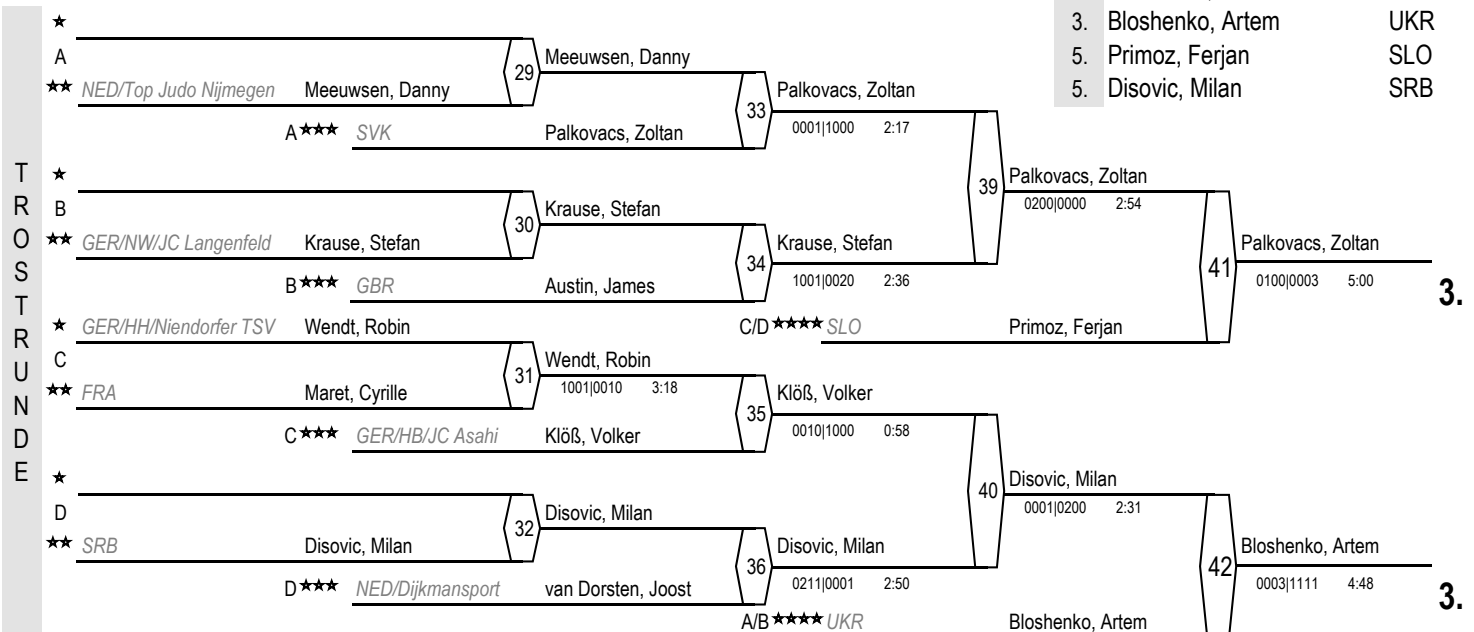 3. Bloshenko, Artem UKR
5. Primoz, Ferjan SLO
5. Disovic, Milan SRB
TROSTRUNDE
★
A
★★ NED/Top Judo Nijmegen Meeuwsen, Danny
29
Meeuwsen, Danny
A★★★ SVK Palkovacs, Zoltan
33
Palkovacs, Zoltan
0001|1000 2:17
★
B
★★ GER/NW/JC Langenfeld Krause, Stefan
30
Krause, Stefan
B★★★ GBR Austin, James
34
Krause, Stefan
1001|0020 2:36
39
Palkovacs, Zoltan
0200|0000 2:54
C/D★★★★ SLO Primoz, Ferjan
41
Palkovacs, Zoltan
0100|0003 5:00
3.
★ GER/HH/Niendorfer TSV Wendt, Robin
C
★★ FRA Maret, Cyrille
31
Wendt, Robin
1001|0010 3:18
C★★★ GER/HB/JC Asahi Klöß, Volker
35
Klöß, Volker
0010|1000 0:58
★
D
★★ SRB Disovic, Milan
32
Disovic, Milan
D★★★ NED/Dijkmansport van Dorsten, Joost
36
Disovic, Milan
0211|0001 2:50
40
Disovic, Milan
0001|0200 2:31
A/B★★★★ UKR Bloshenko, Artem
42
Bloshenko, Artem
0003|1111 4:48
3.